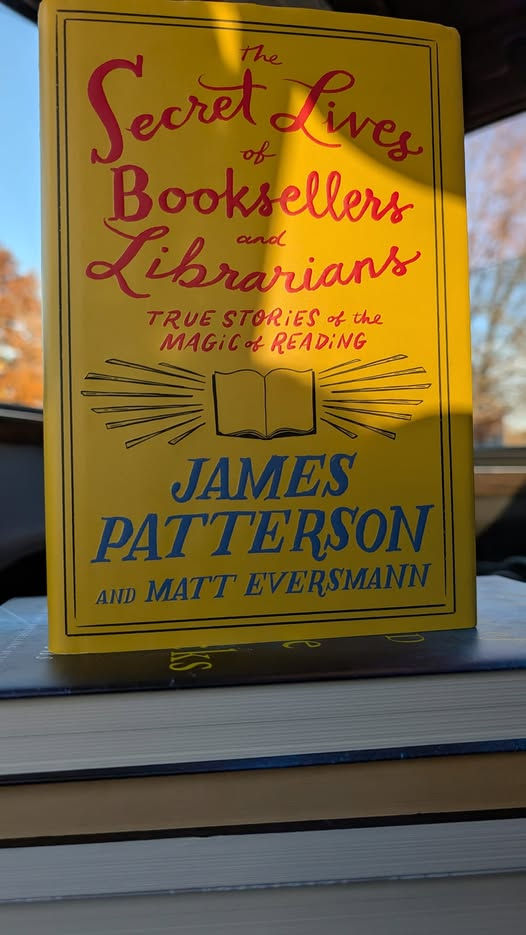 The
Secret Lives
of
Booksellers
and
Librarians
TRUE STORIES of the
MAGIC of READING
JAMES
PATTERSON
AND MATT EVERSMANN